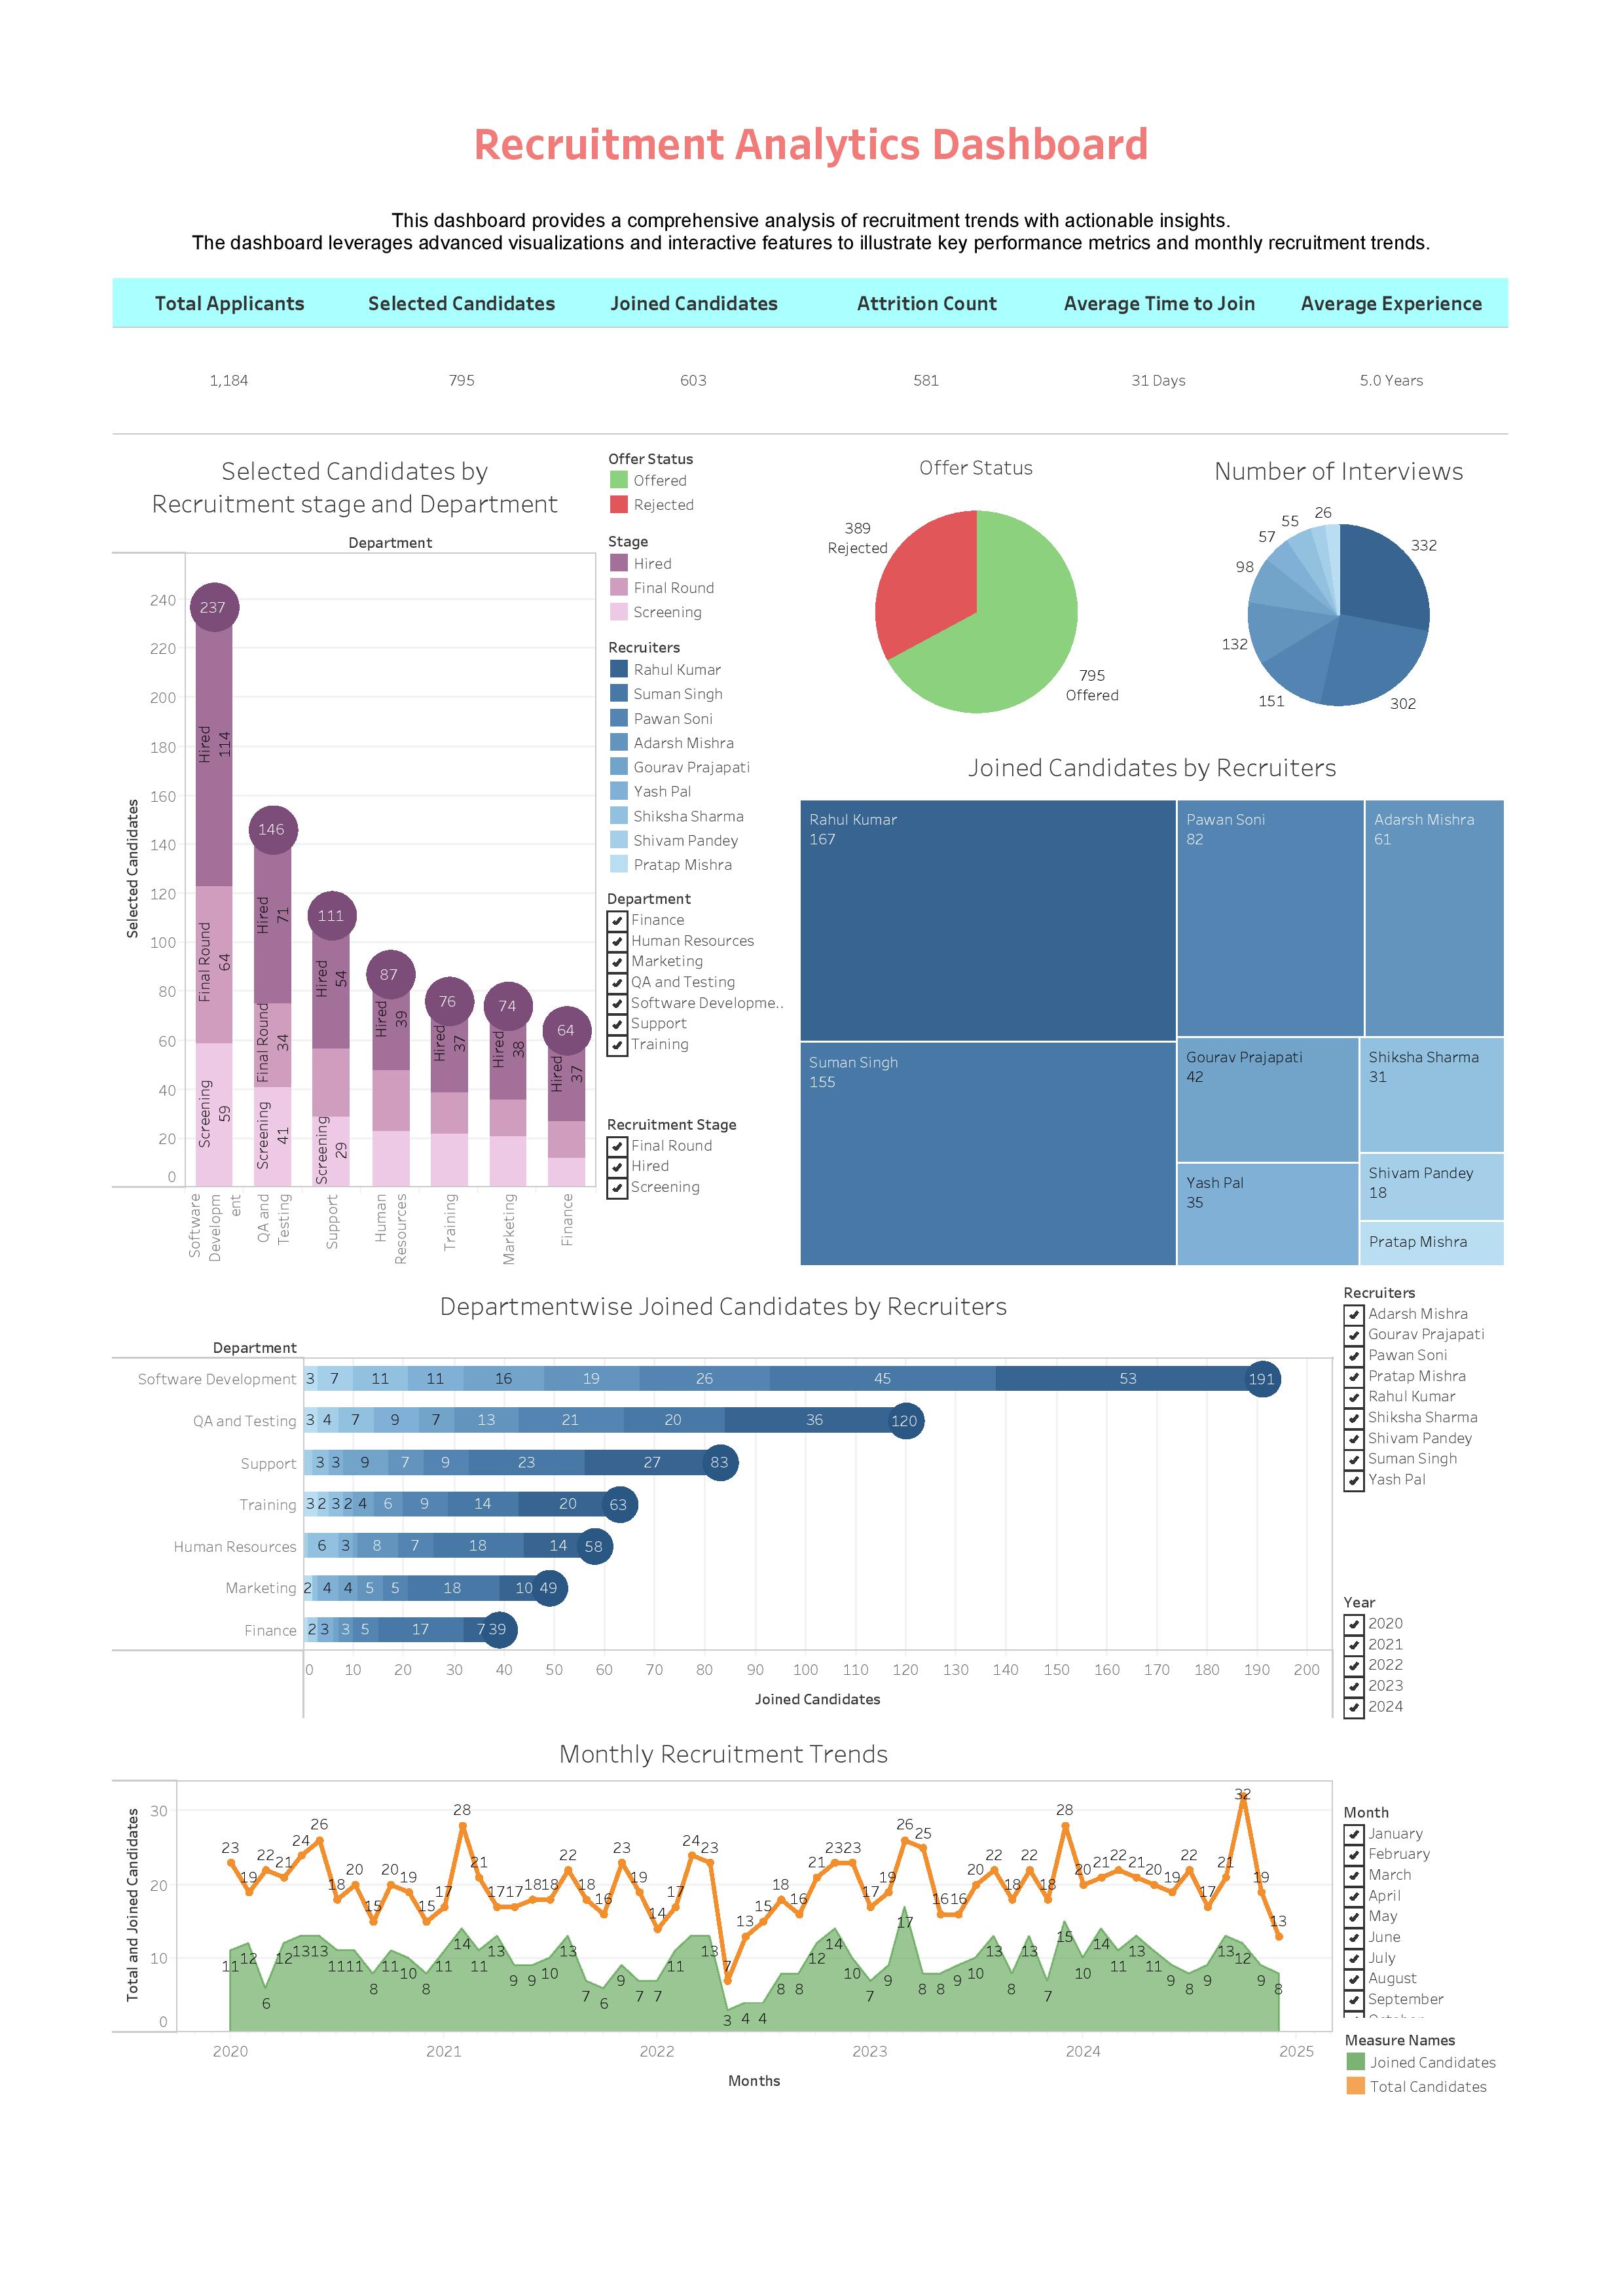 Recruitment Analytics Dashboard
This dashboard provides a comprehensive analysis of recruitment trends with actionable insights.
The dashboard leverages advanced visualizations and interactive features to illustrate key performance metrics and monthly recruitment trends.
Total Applicants Selected Candidates Joined Candidates Attrition Count Average Time to Join Average Experience
1,184 795 603 581 31 Days 5.0 Years
Selected Candidates by
Recruitment stage and Department
Department
Selected Candidates
240
220
200
180
160
140
120
100
80
60
40
20
0
237
Hired
114
Final Round
64
Screening
59
146
Hired
71
Final Round
34
Screening
41
111
Hired
54
Screening
29
87
Hired
39
76
Hired
37
74
Hired
38
64
Hired
37
Software
Developm
ent
QA and
Testing
Support
Human
Resources
Training
Marketing
Finance
Offer Status
Offered
Rejected
Stage
Hired
Final Round
Screening
Recruiters
Rahul Kumar
Suman Singh
Pawan Soni
Adarsh Mishra
Gourav Prajapati
Yash Pal
Shiksha Sharma
Shivam Pandey
Pratap Mishra
Department
Finance
Human Resources
Marketing
QA and Testing
Software Developme..
Support
Training
Recruitment Stage
Final Round
Hired
Screening
Offer Status
389
Rejected
795
Offered
Number of Interviews
26
55
57
98
132
151
302
332
Joined Candidates by Recruiters
Rahul Kumar
167
Suman Singh
155
Pawan Soni
82
Adarsh Mishra
61
Gourav Prajapati
42
Shiksha Sharma
31
Yash Pal
35
Shivam Pandey
18
Pratap Mishra
Departmentwise Joined Candidates by Recruiters
Department
Software Development 3 7 11 11 16 19 26 45 53 191
QA and Testing 3 4 7 9 7 13 21 20 36 120
Support 3 3 9 7 9 23 27 83
Training 3 2 3 2 4 6 9 14 20 63
Human Resources 6 3 8 7 18 14 58
Marketing 2 4 4 5 5 18 10 49
Finance 2 3 3 5 17 7 39
0 10 20 30 40 50 60 70 80 90 100 110 120 130 140 150 160 170 180 190 200
Joined Candidates
Recruiters
Adarsh Mishra
Gourav Prajapati
Pawan Soni
Pratap Mishra
Rahul Kumar
Shiksha Sharma
Shivam Pandey
Suman Singh
Yash Pal
Year
2020
2021
2022
2023
2024
Monthly Recruitment Trends
Total and Joined Candidates
30
20
10
0
23 19 22 21 24 26 18 20 15 20 19 15 17 28 21 17 17 18 18 22 18 16 23 19 14 17 24 23 7 13 15 18 16 21 23 23 17 19 26 25 16 16 20 22 18 22 18 28 20 21 22 21 20 19 22 17 21 32 19 13
11 12 6 12 13 13 11 11 8 11 10 8 11 14 11 13 9 9 10 13 7 6 9 7 7 11 13 3 4 4 8 8 12 14 10 7 9 17 8 8 9 10 13 8 13 7 15 10 14 11 13 11 9 8 9 13 12 9 8
2020 2021 2022 2023 2024 2025
Months
Month
January
February
March
April
May
June
July
August
September
Measure Names
Joined Candidates
Total Candidates